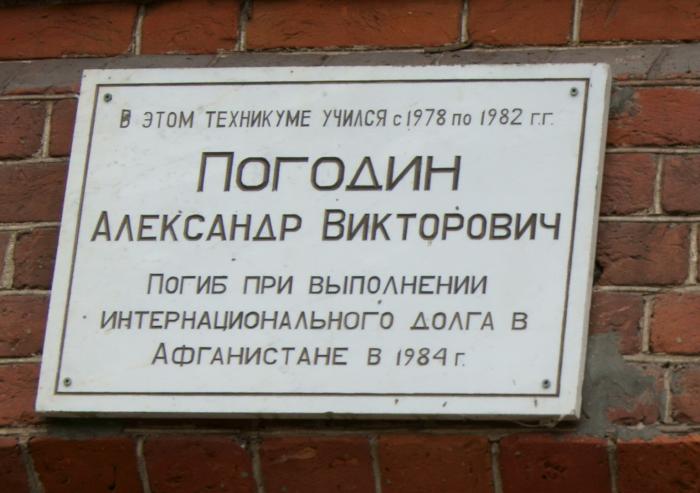 В ЭТОМ ТЕХНИКУМЕ УЧИЛСЯ с 1978 по 1982 г.г.
ПОГОДИН
АЛЕКСАНДР ВИКТОРОВИЧ
ПОГИБ ПРИ ВЫПОЛНЕНИИ
ИНТЕРНАЦИОНАЛЬНОГО ДОЛГА В
АФГАНИСТАНЕ В 1984 г.